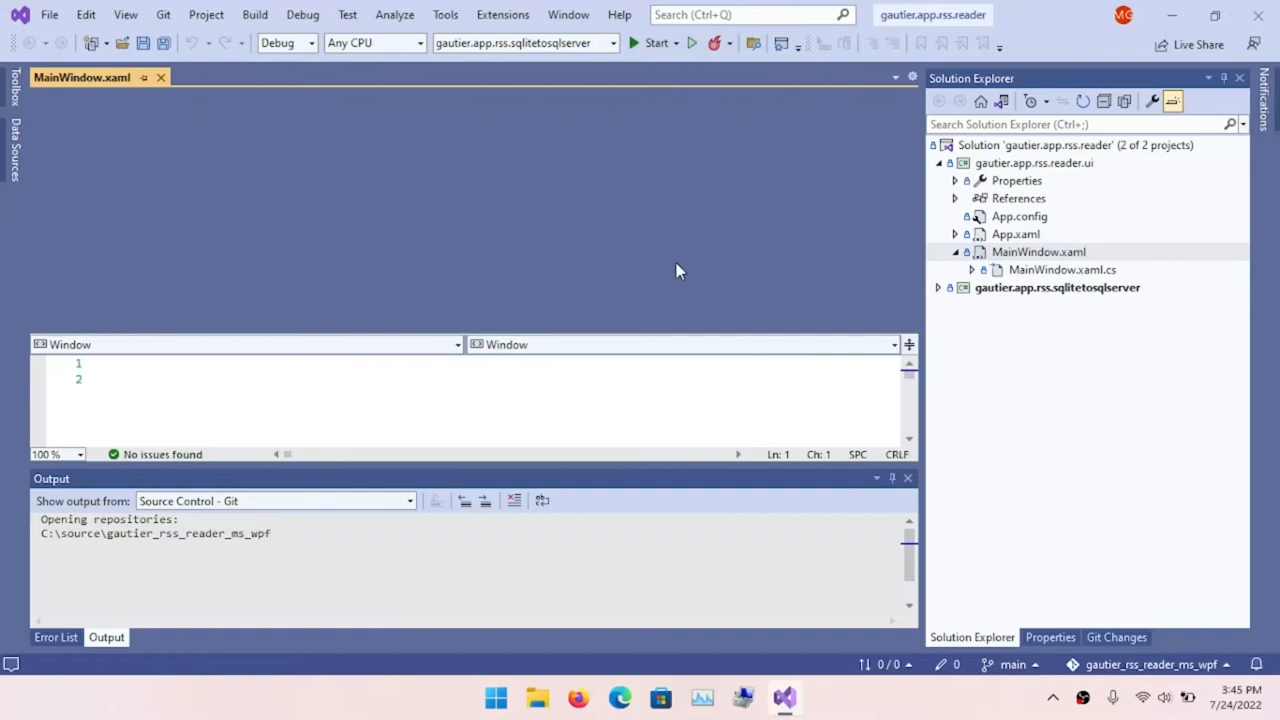 File Edit View Git Project Build Debug Test Analyze Tools Extensions Window Help Search (Ctrl+Q) gautier.app.rss.reader MG
Debug Any CPU gautier.app.rss.sqlitetosqlserver Start Live Share
Toolbox
Data Sources
MainWindow.xaml
Window Window
1
2
100 % No issues found Ln: 1 Ch: 1 SPC CRLF
Output
Show output from: Source Control - Git
Opening repositories:
C:\source\gautier_rss_reader_ms_wpf
Error List Output
Solution Explorer
Search Solution Explorer (Ctrl+;)
Solution 'gautier.app.rss.reader' (2 of 2 projects)
gautier.app.rss.reader.ui
Properties
References
App.config
App.xaml
MainWindow.xaml
MainWindow.xaml.cs
gautier.app.rss.sqlitetosqlserver
Solution Explorer Properties Git Changes
Notifications
0 / 0 0 main gautier_rss_reader_ms_wpf
3:45 PM
7/24/2022